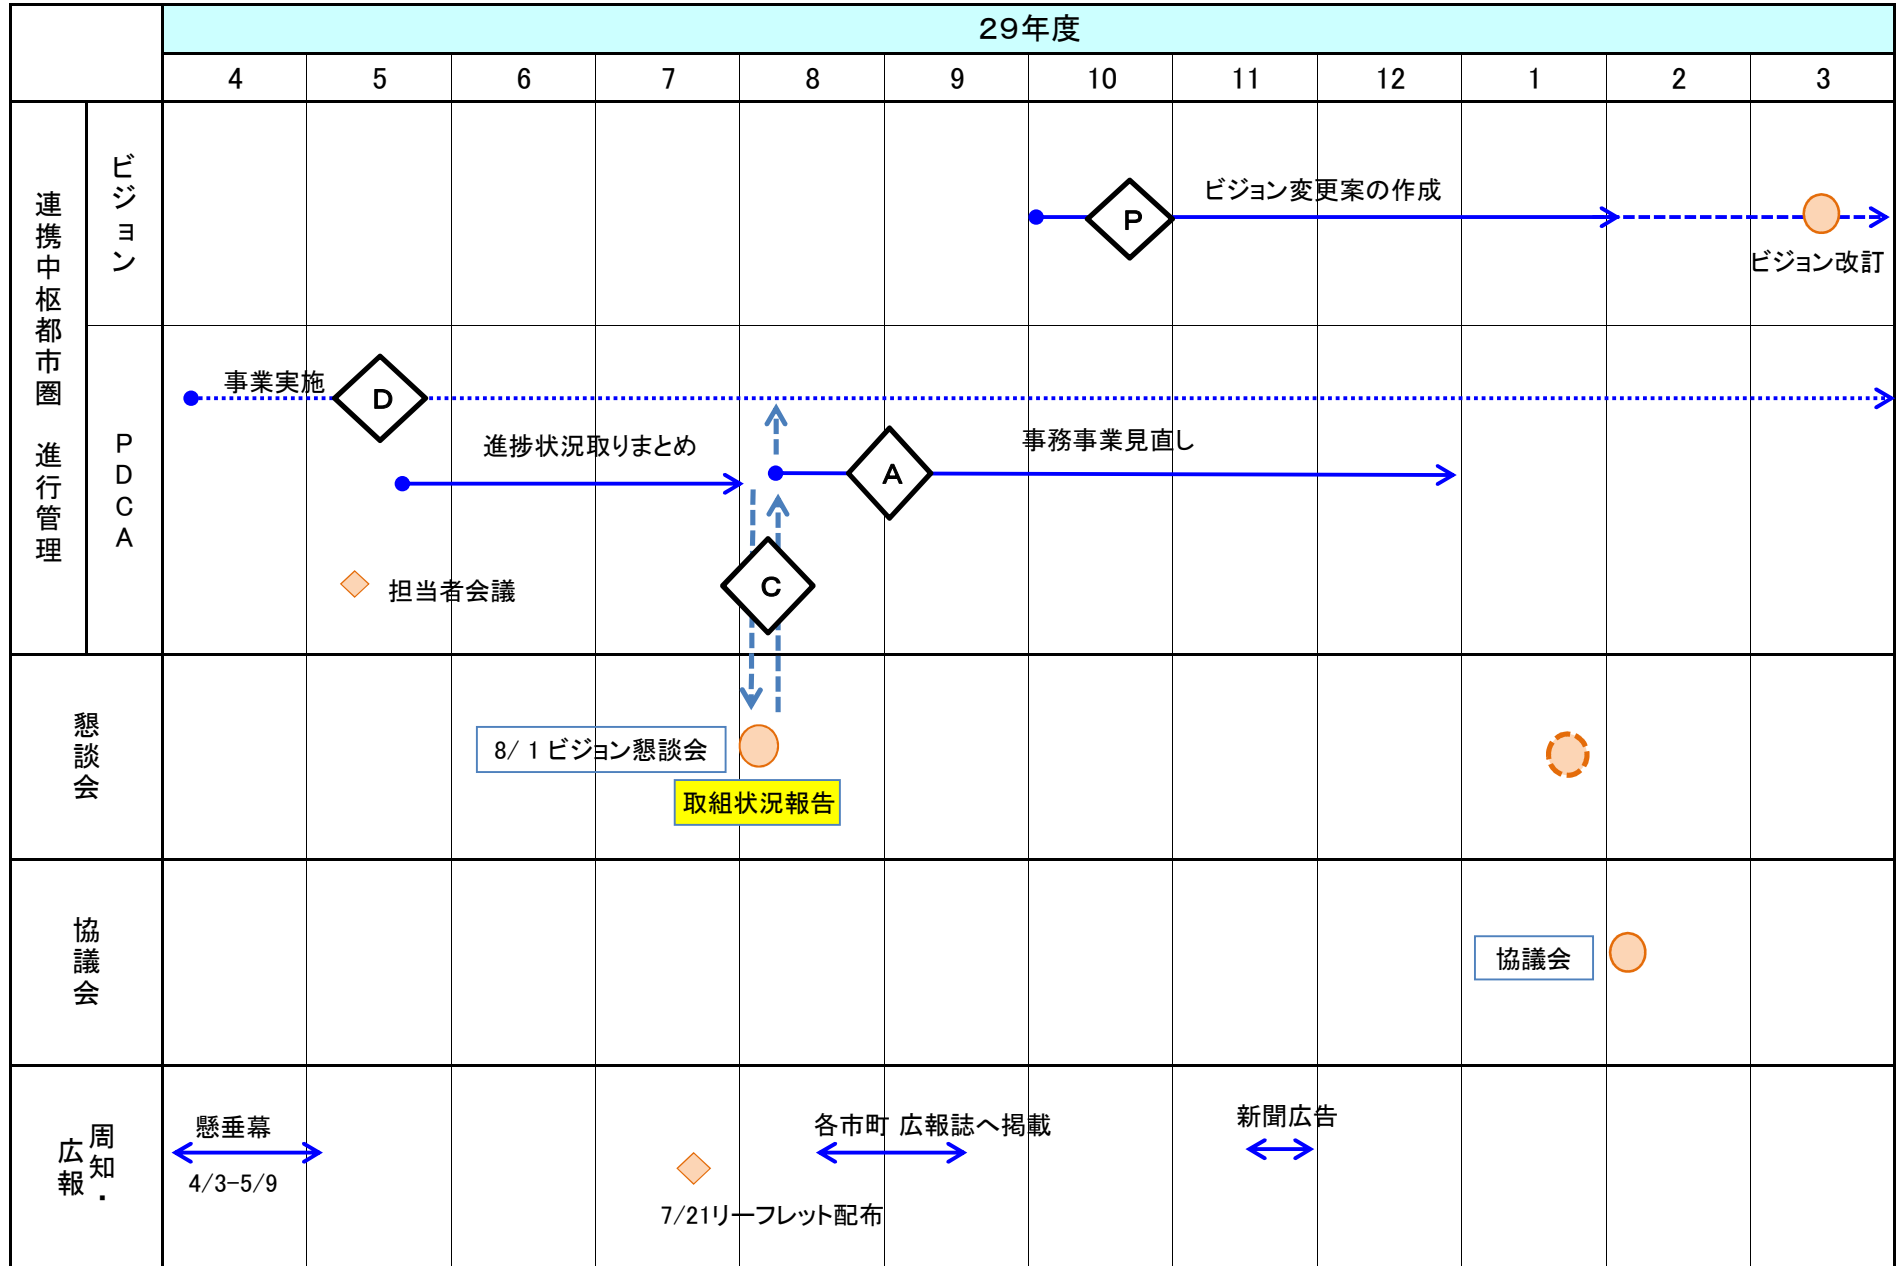 29年度
4 5 6 7 8 9 10 11 12 1 2 3
連携中枢都市圏 進行管理
ビジョン
P
ビジョン変更案の作成
ビジョン改訂
PDCA
事業実施
D
進捗状況取りまとめ
A
事務事業見直し
担当者会議
C
懇談会
8/1ビジョン懇談会
取組状況報告
協議会
協議会
周知・
広報
懸垂幕
4/3-5/9
7/21リーフレット配布
各市町 広報誌へ掲載
新聞広告